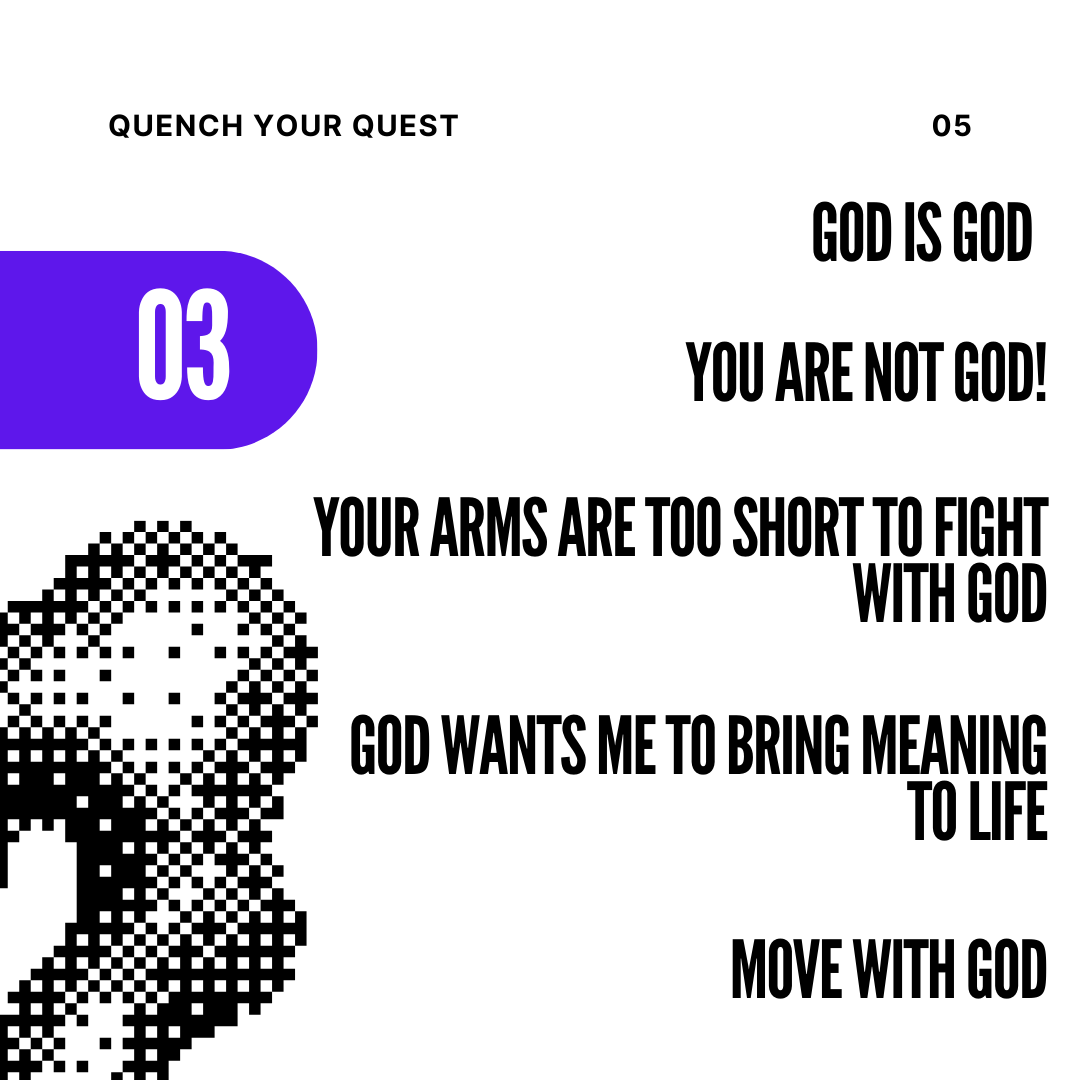 QUENCH YOUR QUEST
05
03
GOD IS GOD
YOU ARE NOT GOD!
YOUR ARMS ARE TOO SHORT TO FIGHT
WITH GOD
GOD WANTS ME TO BRING MEANING
TO LIFE
MOVE WITH GOD